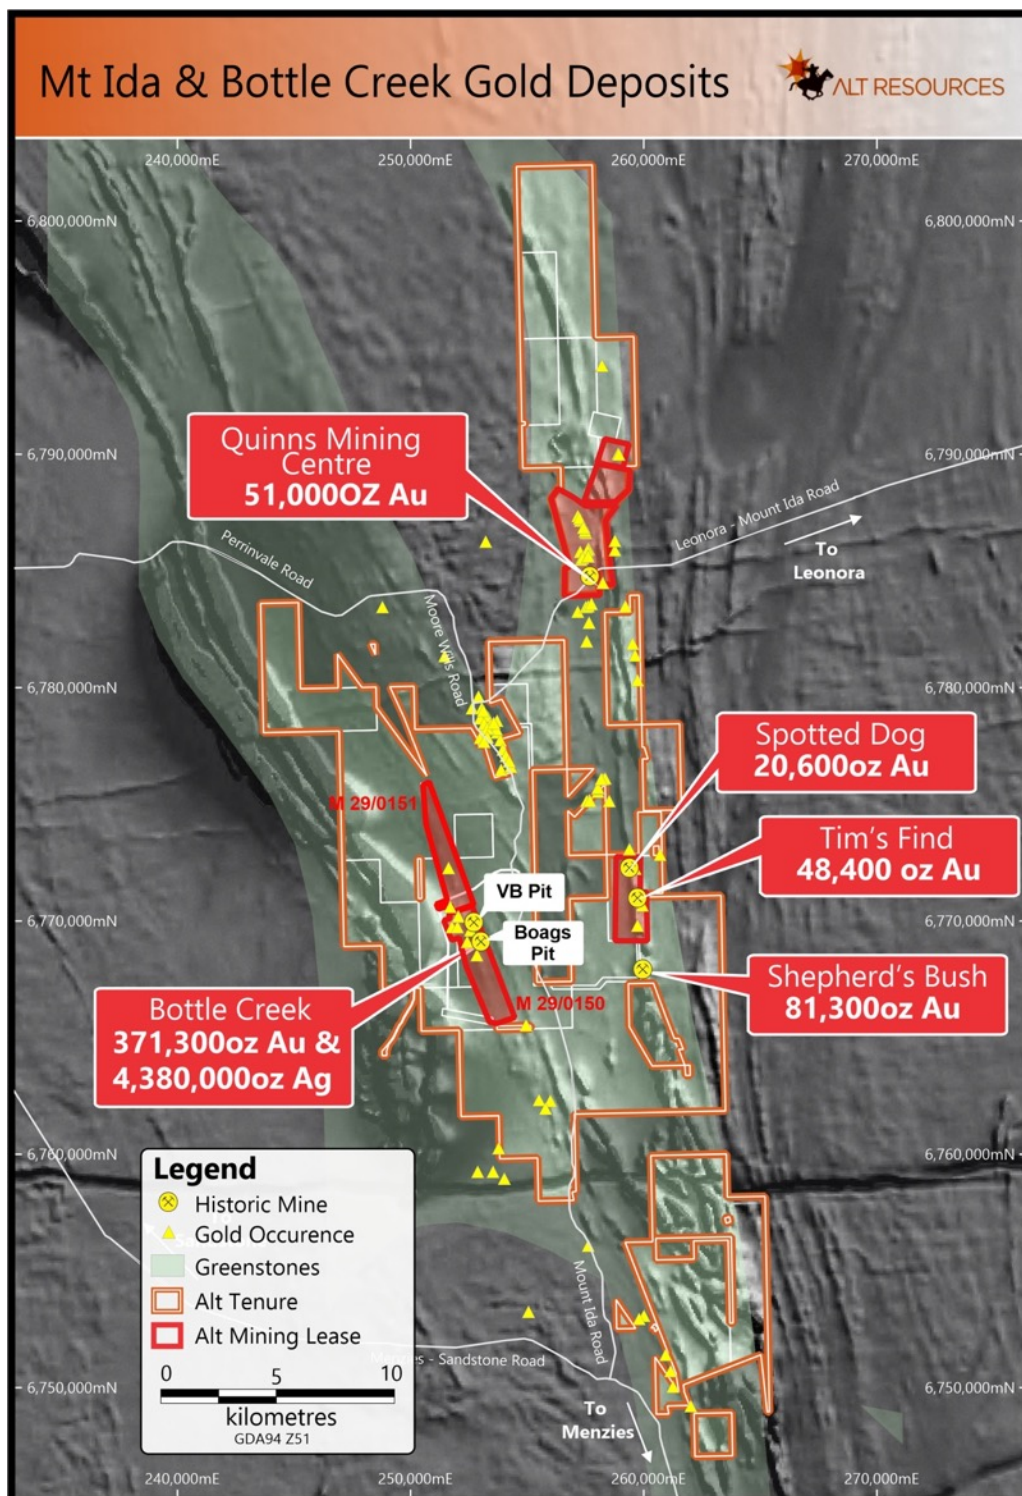 Mt Ida & Bottle Creek Gold Deposits
ALT RESOURCES
240,000mE
250,000mE
260,000mE
270,000mE
6,800,000mN
6,800,000mN
Quinns Mining
Centre
51,000OZ Au
6,790,000mN
6,790,000mN
Leonora - Mount Ida Road
To
Leonora
Perrinvale Road
Moore Wills Road
6,780,000mN
6,780,000mN
Spotted Dog
20,600oz Au
M 29/0151
Tim's Find
48,400 oz Au
VB Pit
6,770,000mN
6,770,000mN
Boags
Pit
Shepherd's Bush
81,300oz Au
M 29/0150
Bottle Creek
371,300oz Au &
4,380,000oz Ag
6,760,000mN
6,760,000mN
Legend
Historic Mine
Gold Occurence
Greenstones
Alt Tenure
Alt Mining Lease
0 5 10
kilometres
GDA94 Z51
Mount Ida Road
- Sandstone Road
6,750,000mN
6,750,000mN
To
Menzies
240,000mE
250,000mE
260,000mE
270,000mE